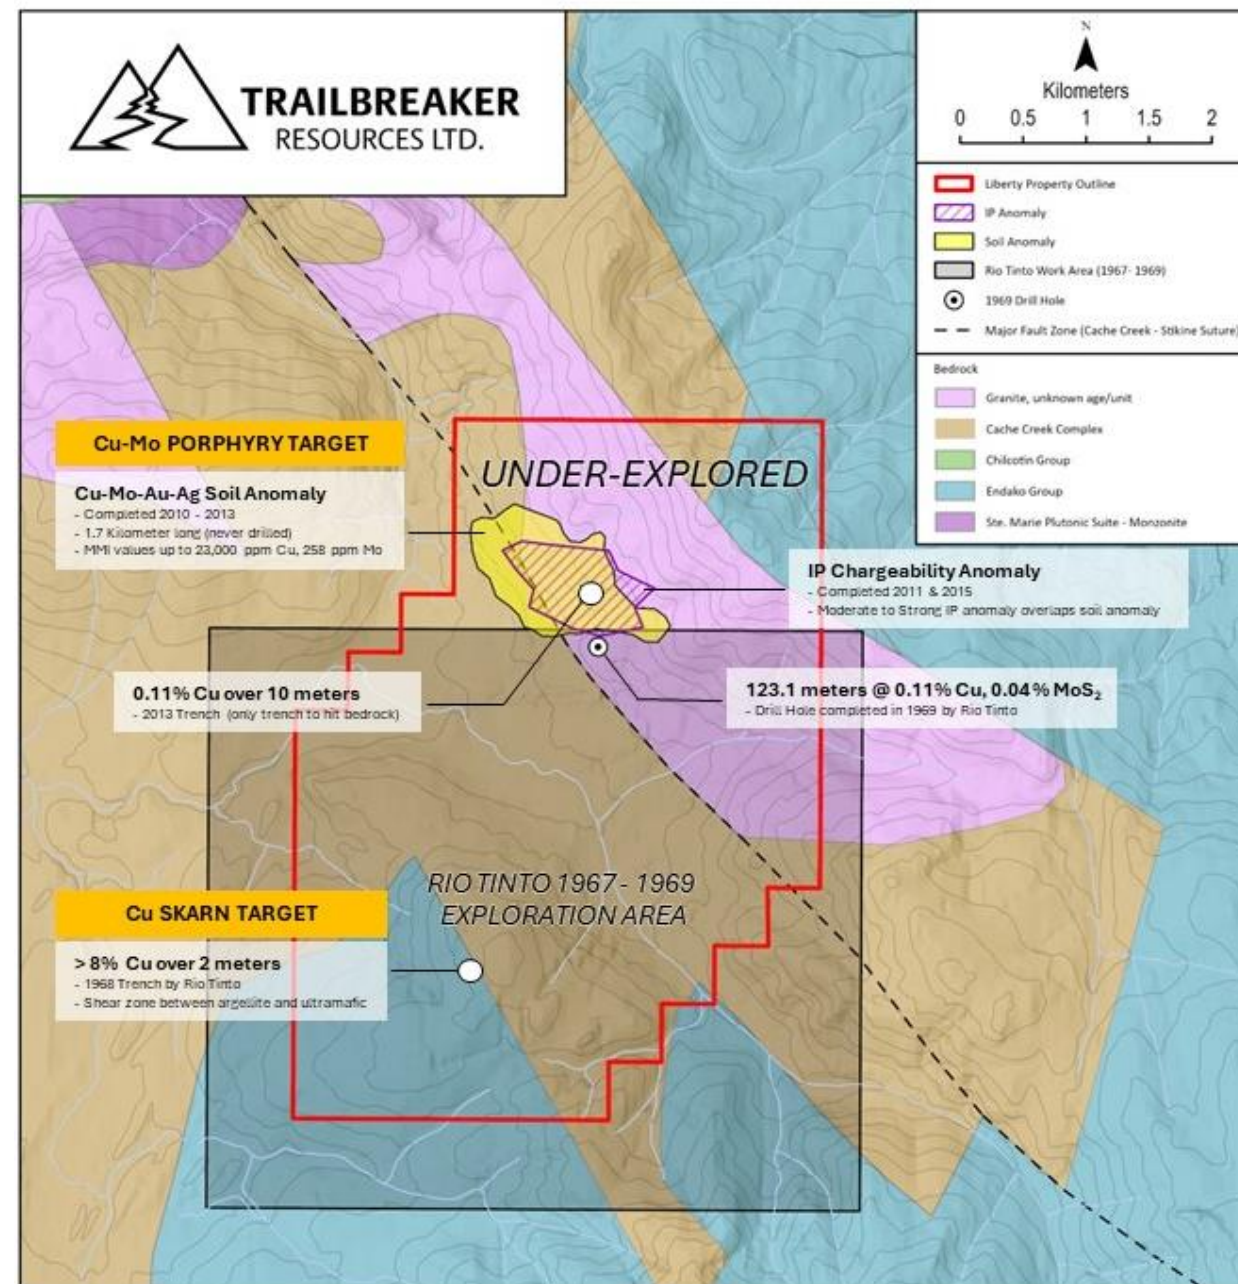 TRAILBREAKER
RESOURCES LTD.
N
Kilometers
0 0.5 1 1.5 2
Liberty Property Outline
IP Anomaly
Soil Anomaly
Rio Tinto Work Area (1967- 1969)
1969 Drill Hole
Major Fault Zone (Cache Creek - Stikine Suture)
Bedrock
Granite, unknown age/unit
Cache Creek Complex
Chilcotin Group
Endako Group
Ste. Marie Plutonic Suite - Monzonite
Cu-Mo PORPHYRY TARGET
Cu-Mo-Au-Ag Soil Anomaly
- Completed 2010 - 2013
- 1.7 Kilometer long (never drilled)
- MMI values up to 23,000 ppm Cu, 258 ppm Mo
UNDER-EXPLORED
IP Chargeability Anomaly
- Completed 2011 & 2015
- Moderate to Strong IP anomaly overlaps soil anomaly
0.11% Cu over 10 meters
- 2013 Trench (only trench to hit bedrock)
123.1 meters @ 0.11% Cu, 0.04% MoS₂
- Drill Hole completed in 1969 by Rio Tinto
RIO TINTO 1967 - 1969
EXPLORATION AREA
Cu SKARN TARGET
> 8% Cu over 2 meters
- 1968 Trench by Rio Tinto
- Shear zone between argellite and ultramafic